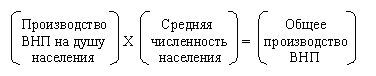 Производство ВНП на душу населения X Средняя численность населения = Общее производство ВНП